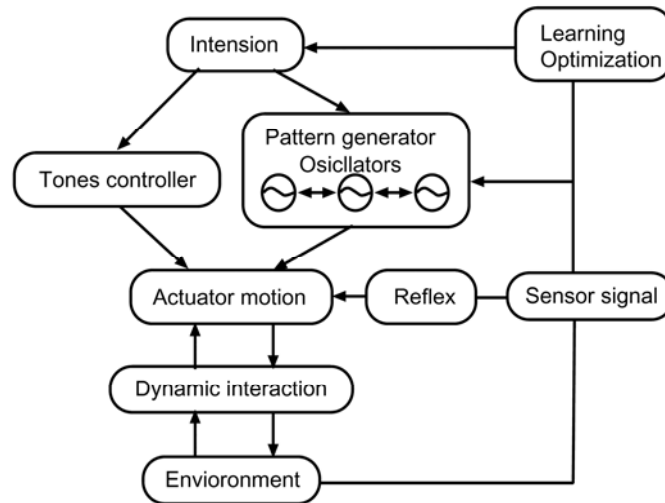 Intension
Learning
Optimization
Pattern generator
Osicllators
Tones controller
Actuator motion
Reflex
Sensor signal
Dynamic interaction
Envioronment